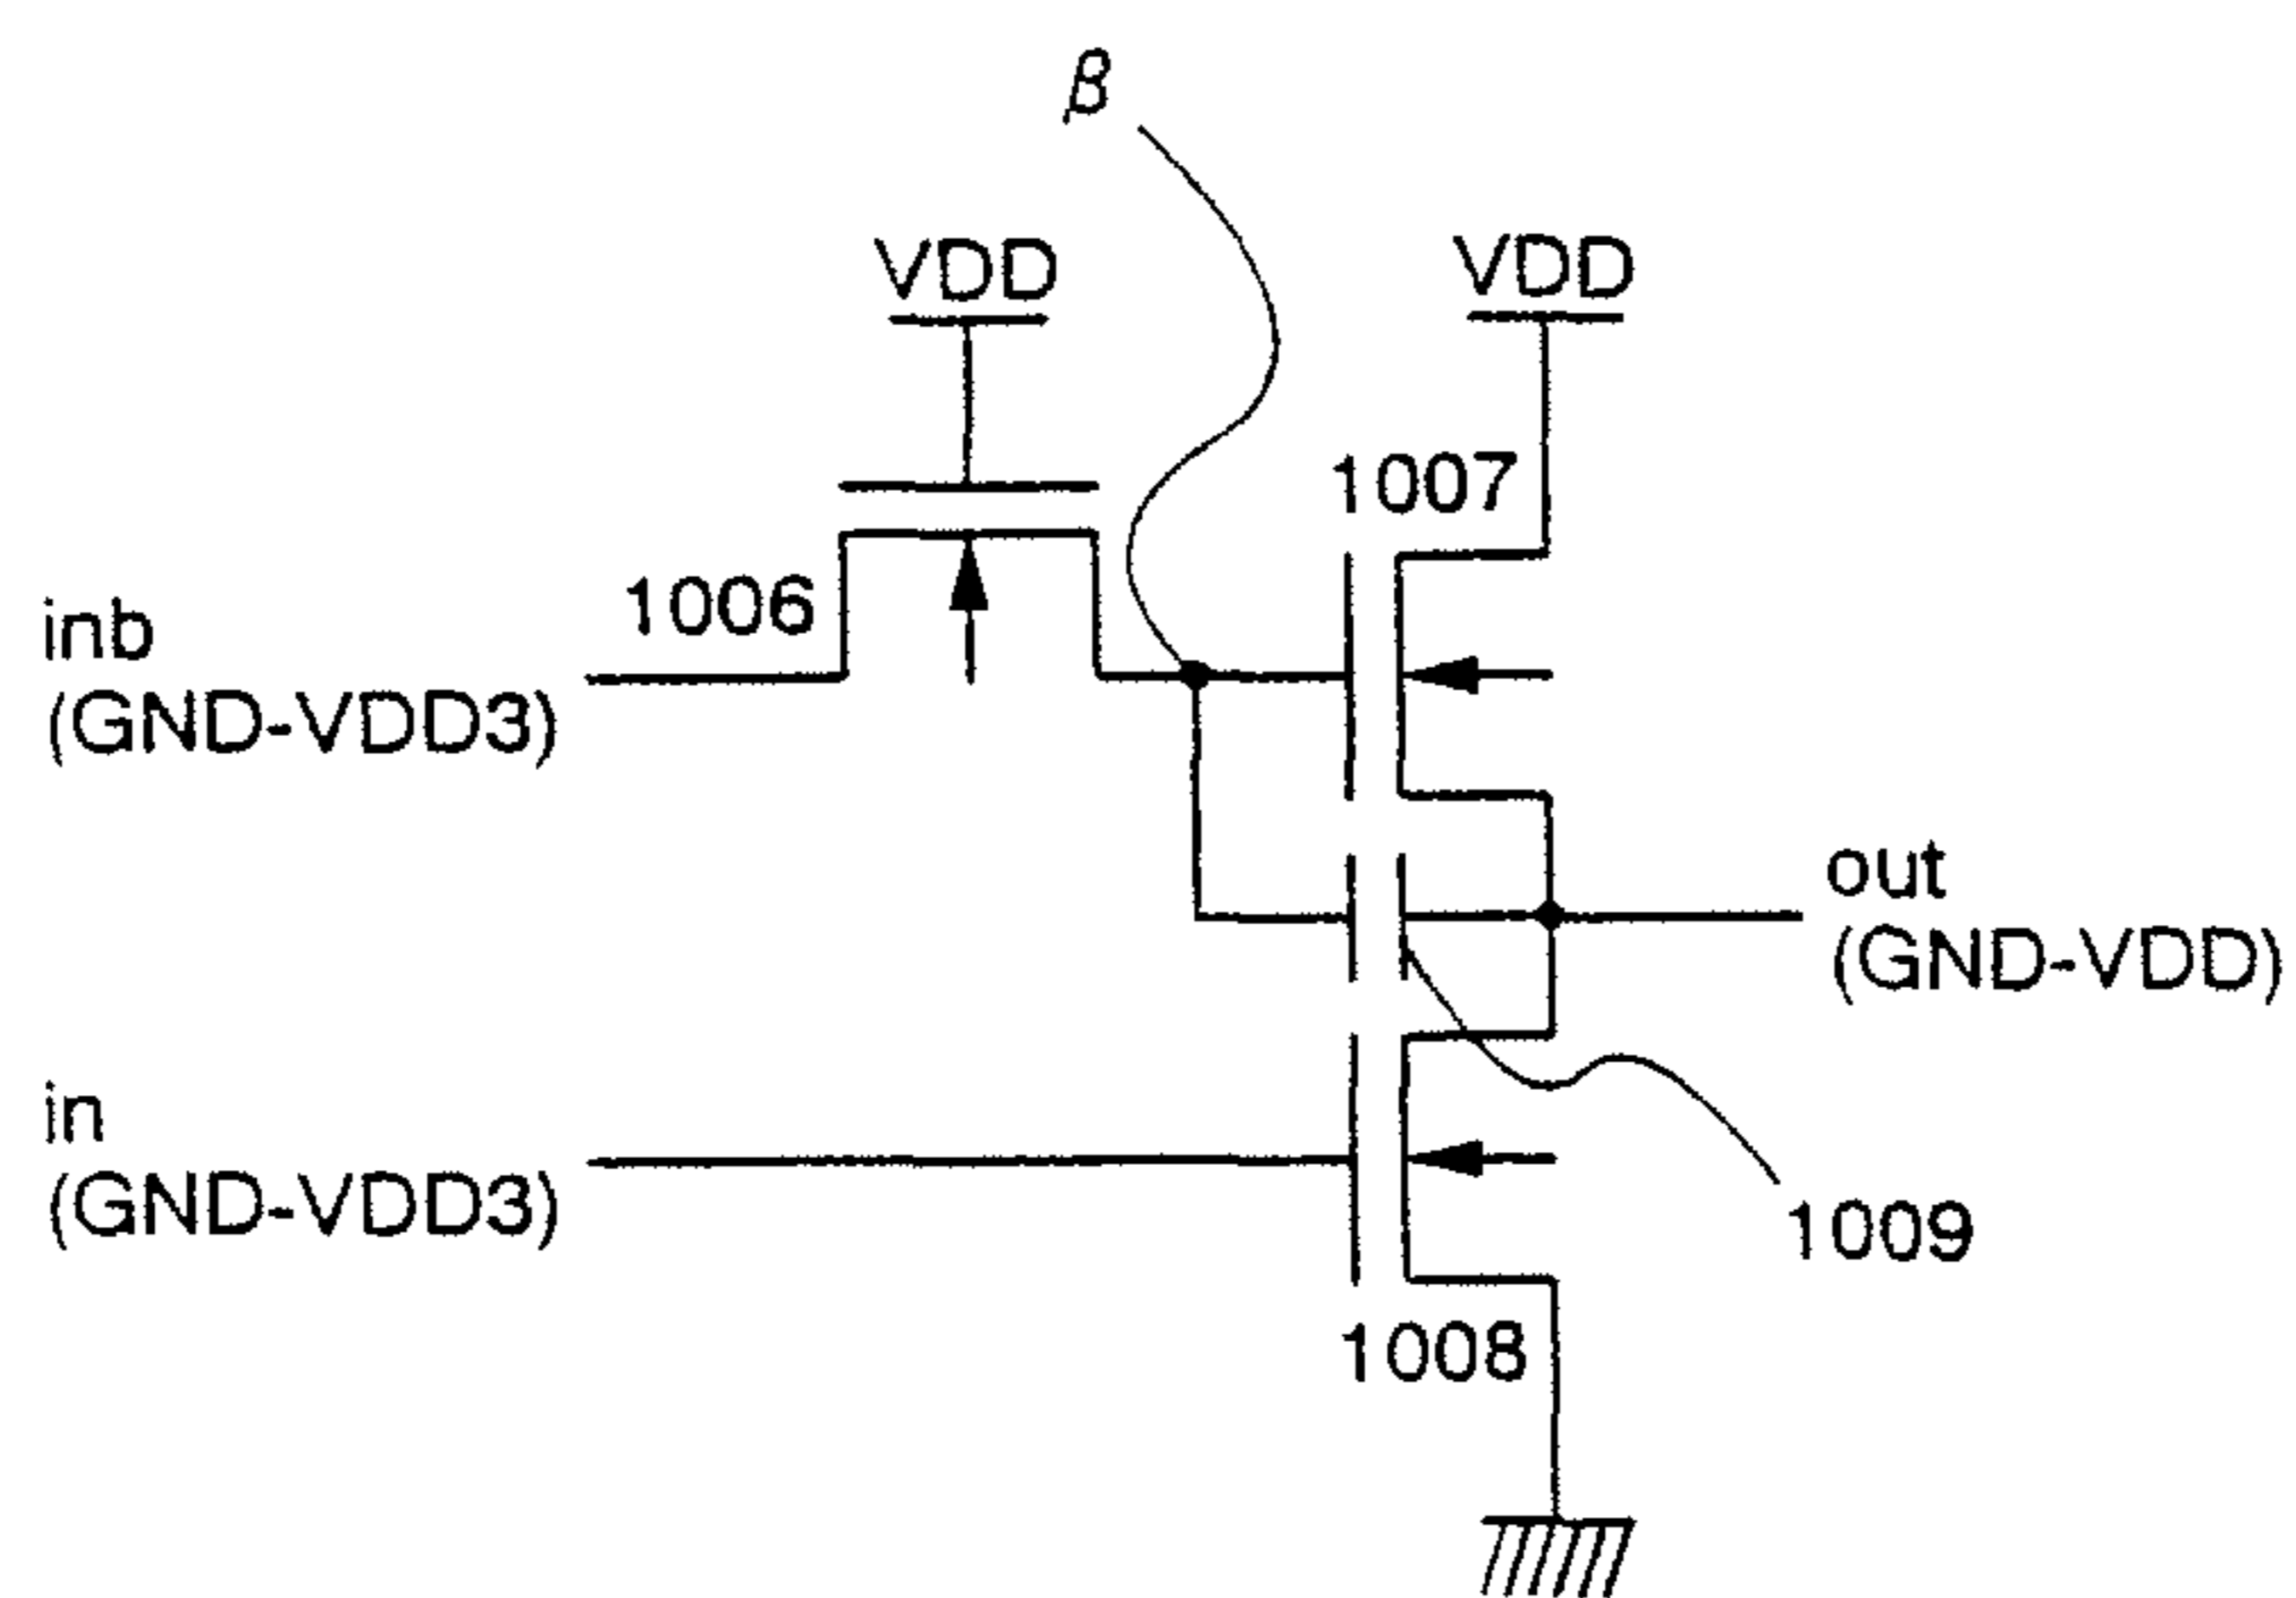 β
VDD
VDD
1007
1006
inb
(GND-VDD3)
out
(GND-VDD)
in
(GND-VDD3)
1009
1008